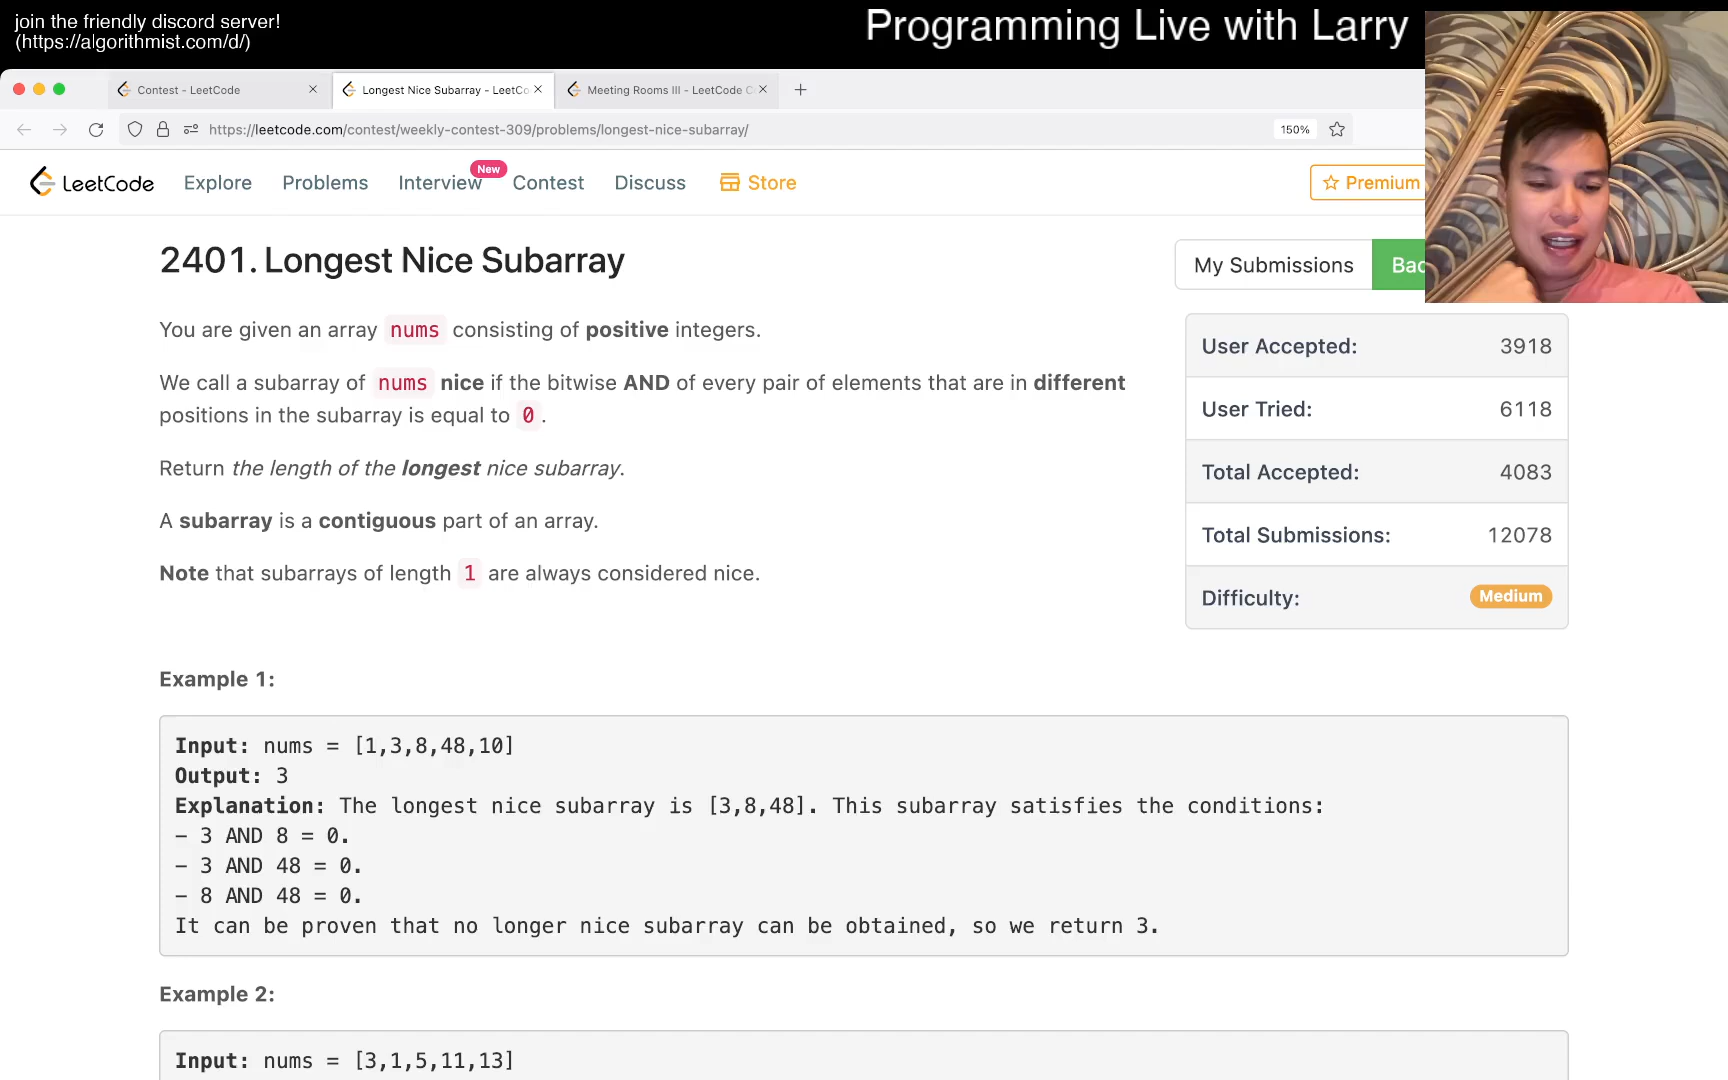 join the friendly discord server!
(https://algorithmist.com/d/)
Programming Live with Larry
Contest - LeetCode
Longest Nice Subarray - LeetCo
Meeting Rooms III - LeetCode C
https://leetcode.com/contest/weekly-contest-309/problems/longest-nice-subarray/
150%
LeetCode
Explore
Problems
Interview
New
Contest
Discuss
Store
Premium
2401. Longest Nice Subarray
My Submissions
Bac
You are given an array nums consisting of positive integers.
We call a subarray of nums nice if the bitwise AND of every pair of elements that are in different
positions in the subarray is equal to 0.
Return the length of the longest nice subarray.
A subarray is a contiguous part of an array.
Note that subarrays of length 1 are always considered nice.
User Accepted: 3918
User Tried: 6118
Total Accepted: 4083
Total Submissions: 12078
Difficulty: Medium
Example 1:
Input: nums = [1,3,8,48,10]
Output: 3
Explanation: The longest nice subarray is [3,8,48]. This subarray satisfies the conditions:
- 3 AND 8 = 0.
- 3 AND 48 = 0.
- 8 AND 48 = 0.
It can be proven that no longer nice subarray can be obtained, so we return 3.
Example 2:
Input: nums = [3,1,5,11,13]